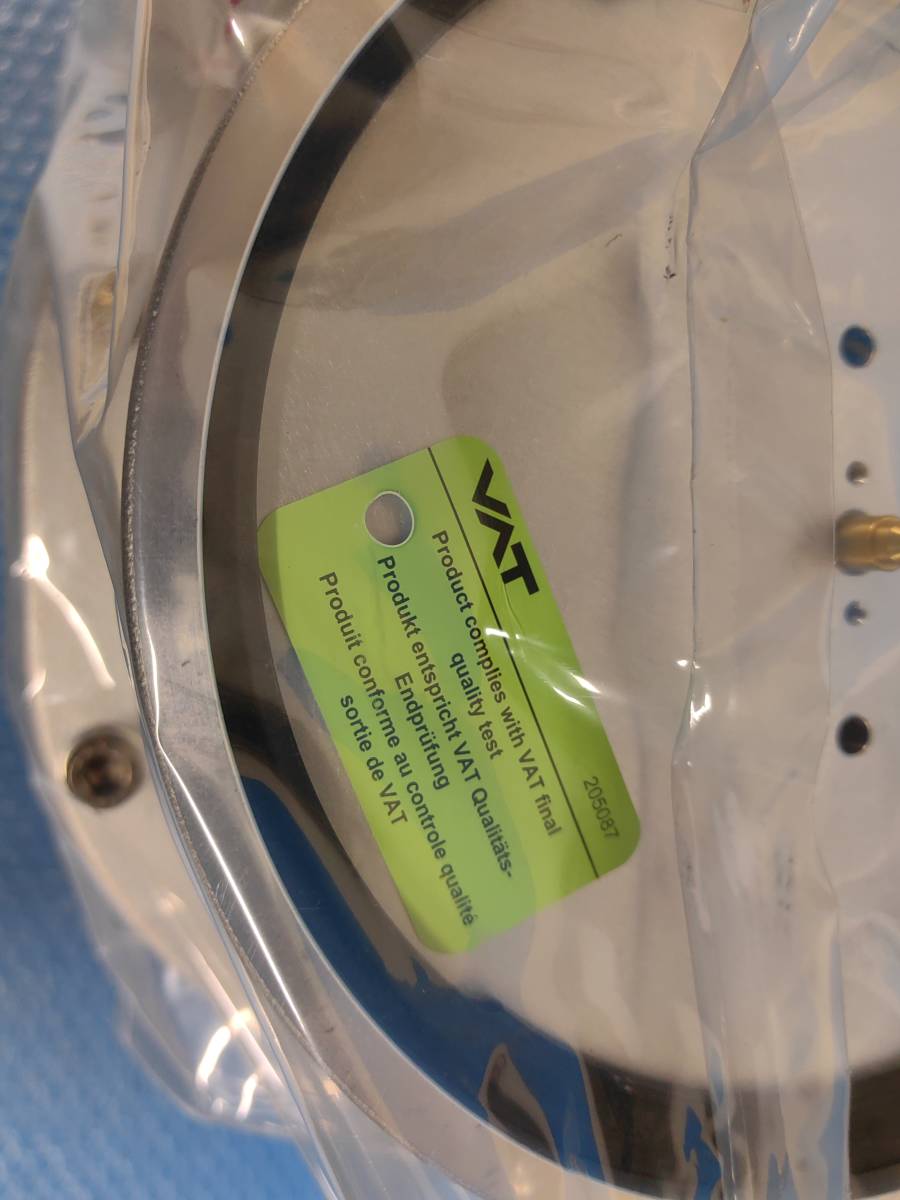 VAT
205087
Product complies with VAT final
quality test
Produkt entspricht VAT Qualitäts-
Endprüfung
Produit conforme au controle qualité
sortie de VAT